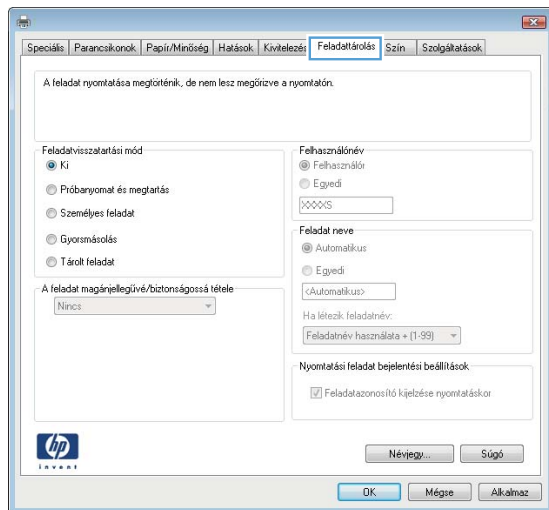 Speciális Parancsikonok Papír/Minőség Hatások Kivitelezés Feladattárolás Szín Szolgáltatások
A feladat nyomtatása megtörténik, de nem lesz megőrizve a nyomtatón.
Feladatvisszatartási mód
Ki
Próbanyomat és megtartás
Személyes feladat
Gyorsmásolás
Tárolt feladat
A feladat magánjellegűvé/biztonságossá tétele
Nincs
Felhasználónév
Felhasználór
Egyedi
XXXXS
Feladat neve
Automatikus
Egyedi
<Automatikus>
Ha létezik feladatnév:
Feladatnév használata + (1-99)
Nyomtatási feladat bejelentési beállítások
Feladatazonosító kijelzése nyomtatáskor
hp
invent
Névjegy... Súgó
OK Mégse Alkalmaz